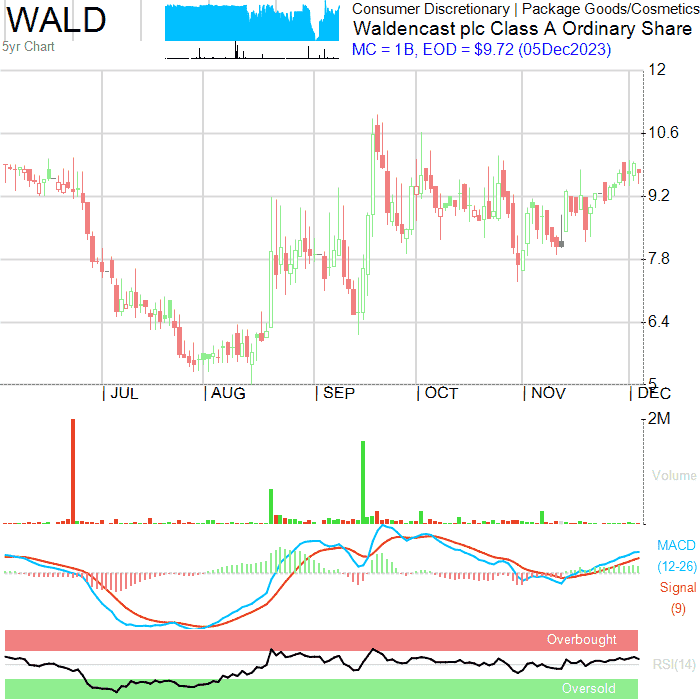 WALD
5yr Chart
Consumer Discretionary | Package Goods/Cosmetics
Waldencast plc Class A Ordinary Share
MC = 1B, EOD = $9.72 (05Dec2023)
12
10.6
9.2
7.8
6.4
5
| JUL | AUG | SEP | OCT | NOV | DEC
2M
Volume
MACD
(12-26)
Signal
(9)
Overbought
RSI(14)
Oversold